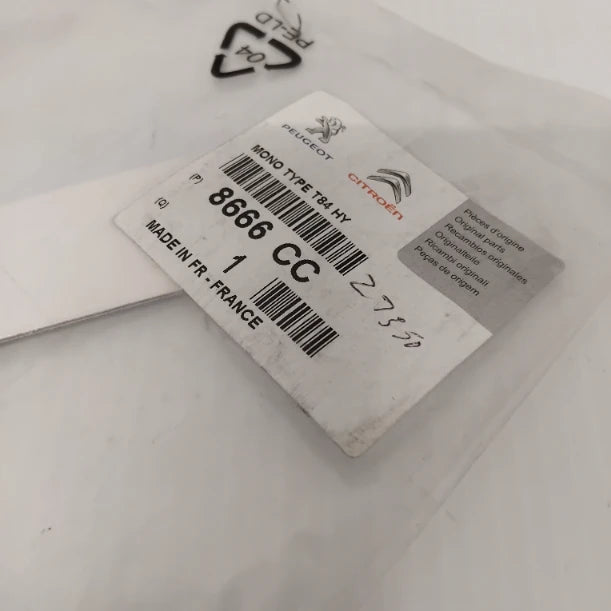 04
PE-LD
PEUGEOT
CITROËN
MONO TYPE T84 HY
(P)
8666 CC
(Q)
1
MADE IN FR - FRANCE
Pièces d'origine
Original parts
Recambios originales
Originalteile
Ricambi originali
Peças de origem